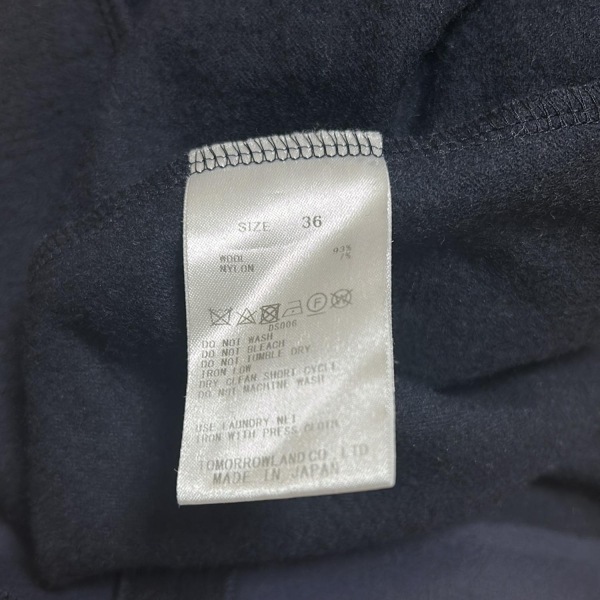 SIZE 36
WOOL 93%
NYLON 7%
DS006
DO NOT WASH
DO NOT BLEACH
DO NOT TUMBLE DRY
IRON LOW
DRY CLEAN SHORT CYCLE
DO NOT MACHINE WASH
USE LAUNDRY NET
IRON WITH PRESS CLOTH
TOMORROWLAND CO., LTD
MADE IN JAPAN